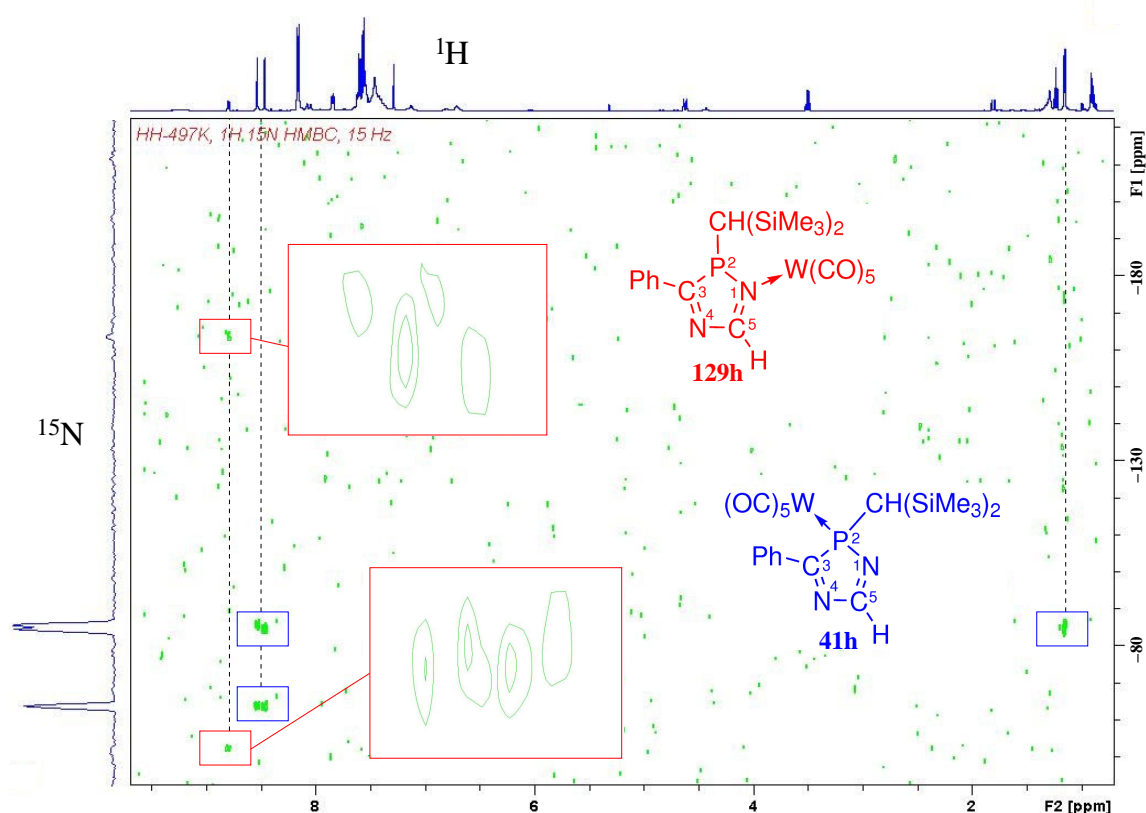 ¹H
HH-497K, 1H 15N HMBC, 15 Hz
F1 [ppm]
CH(SiMe₃)₂
P²
W(CO)₅
Ph
C³
N¹
N⁴
C⁵
H
129h
-180
¹⁵N
-130
(OC)₅W
CH(SiMe₃)₂
P²
Ph
C³
N¹
N⁴
C⁵
H
41h
-80
8
6
4
2
F2 [ppm]